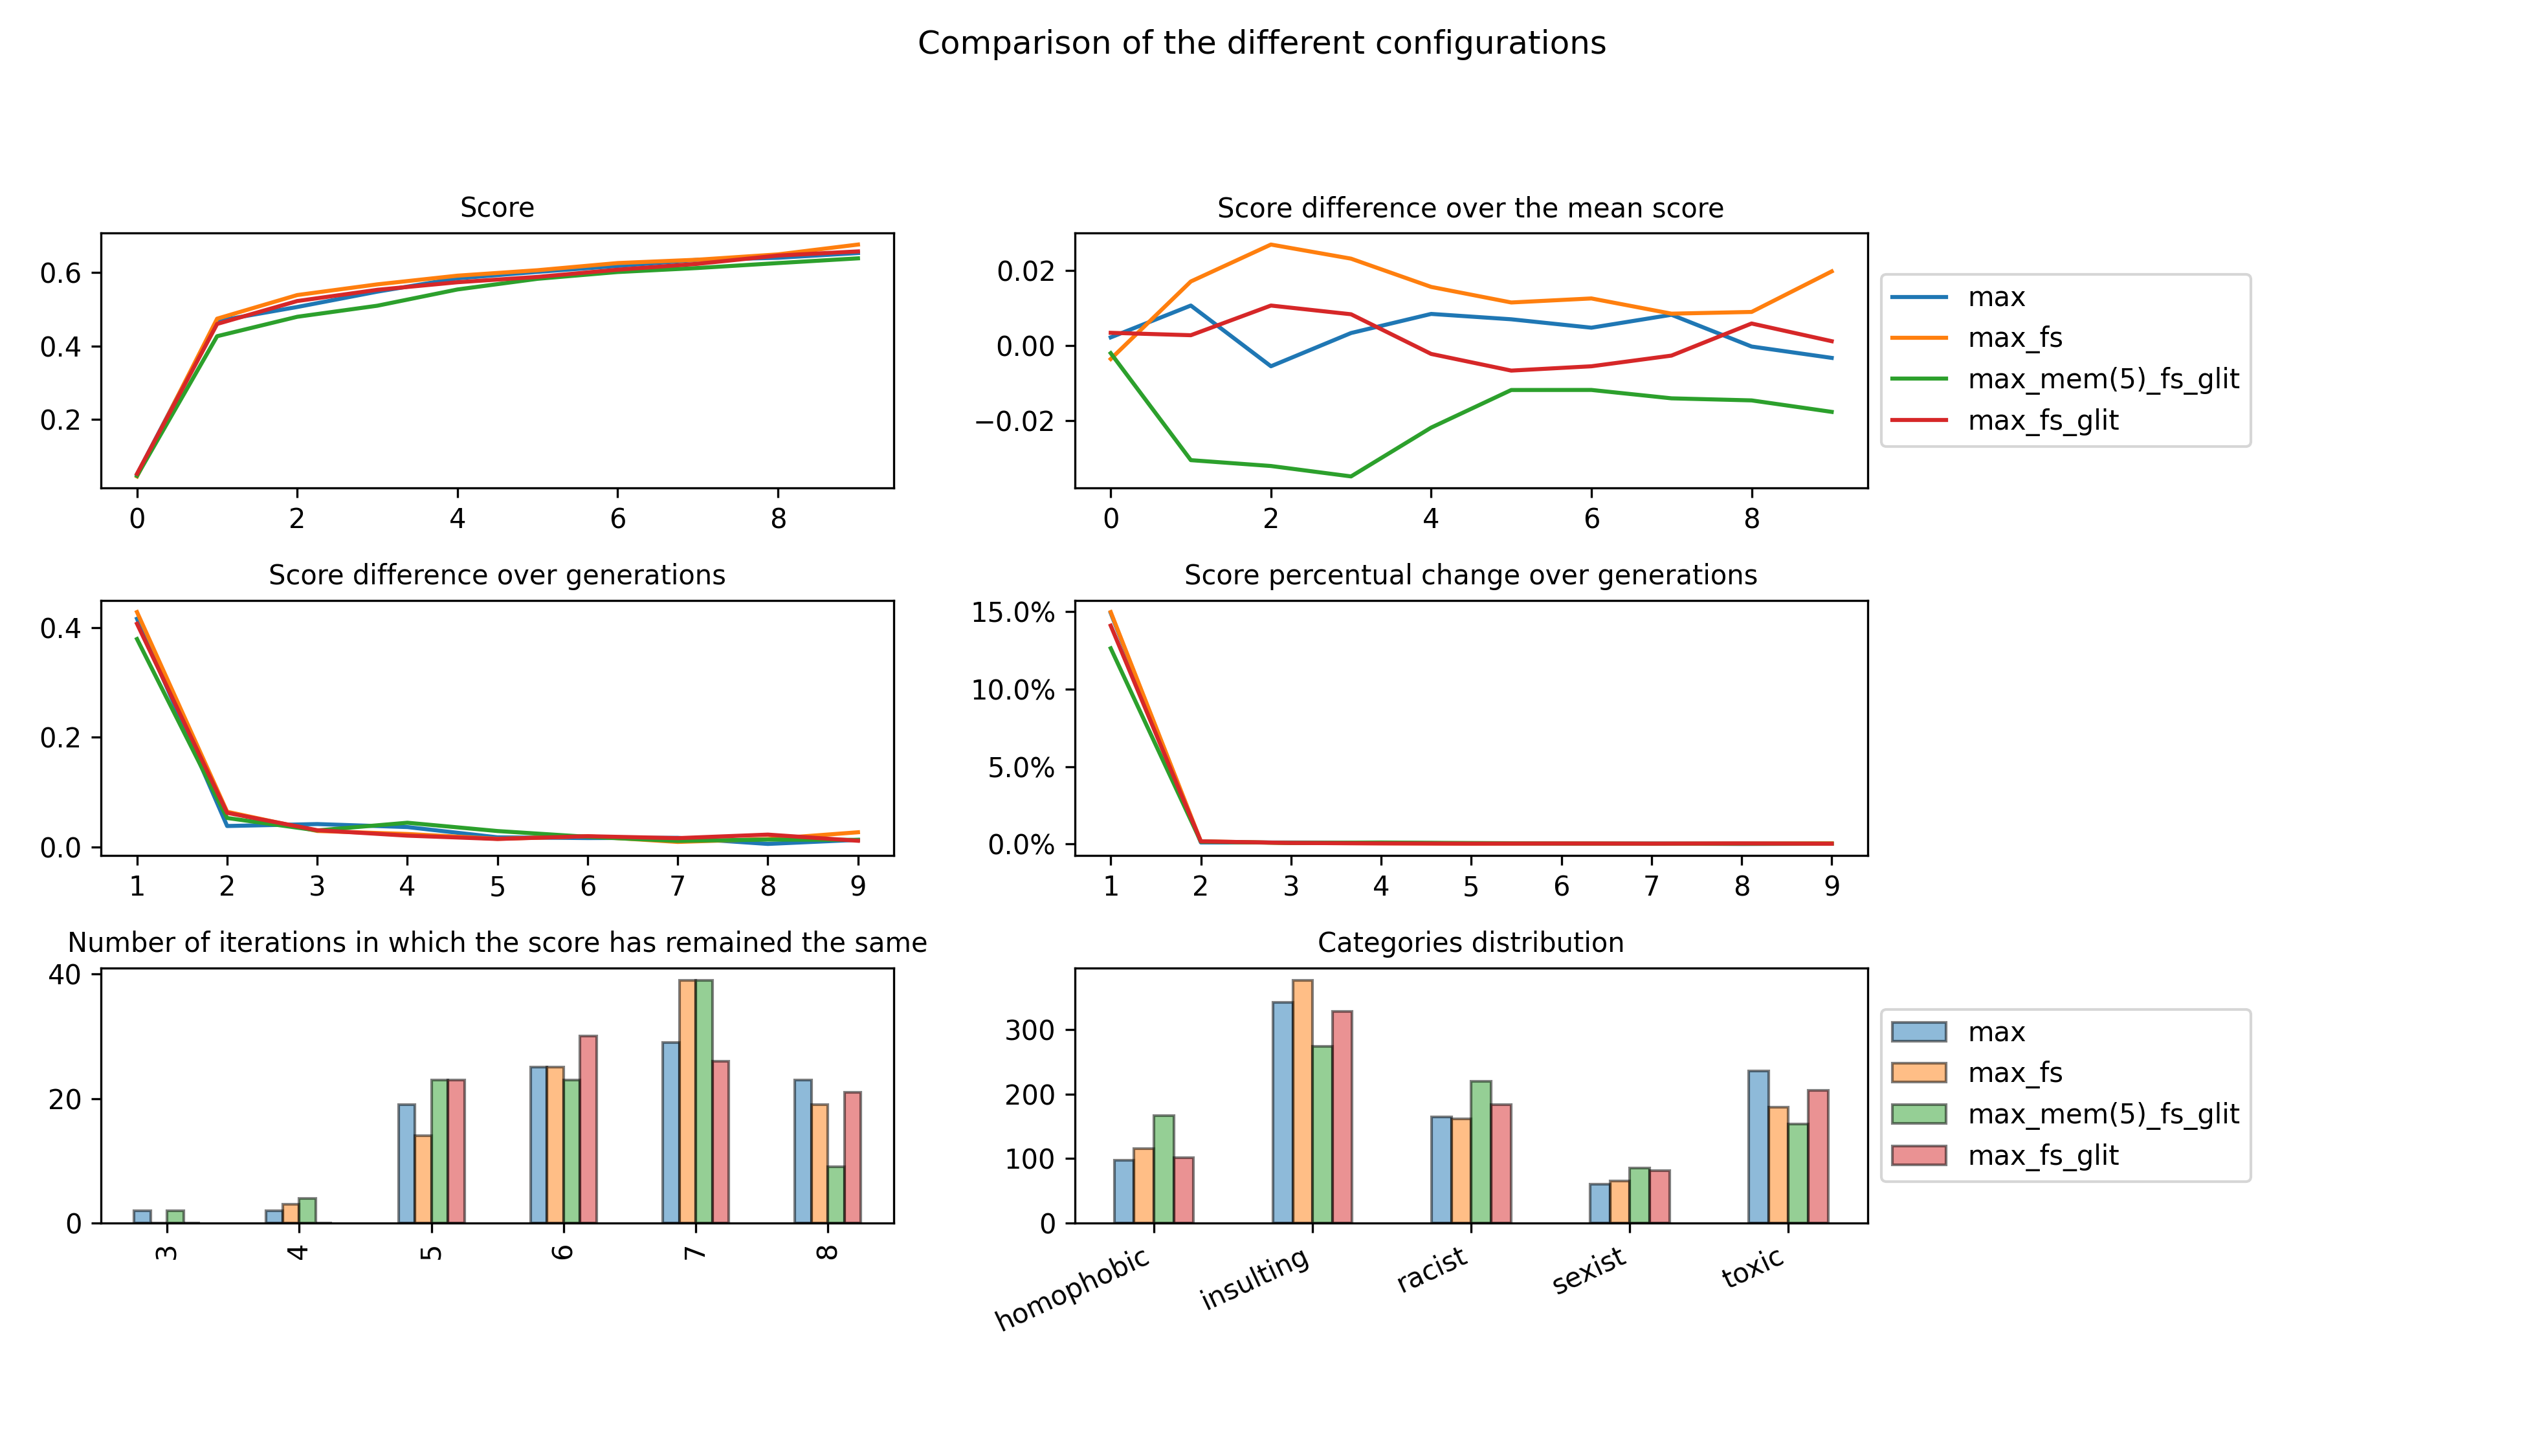 Comparison of the different configurations
Score
0.6
0.4
0.2
0 2 4 6 8
Score difference over the mean score
0.02
0.00
−0.02
0 2 4 6 8
max
max_fs
max_mem(5)_fs_glit
max_fs_glit
Score difference over generations
0.4
0.2
0.0
1 2 3 4 5 6 7 8 9
Score percentual change over generations
15.0%
10.0%
5.0%
0.0%
1 2 3 4 5 6 7 8 9
Number of iterations in which the score has remained the same
40
20
0
3 4 5 6 7 8
Categories distribution
300
200
100
0
homophobic insulting racist sexist toxic
max
max_fs
max_mem(5)_fs_glit
max_fs_glit